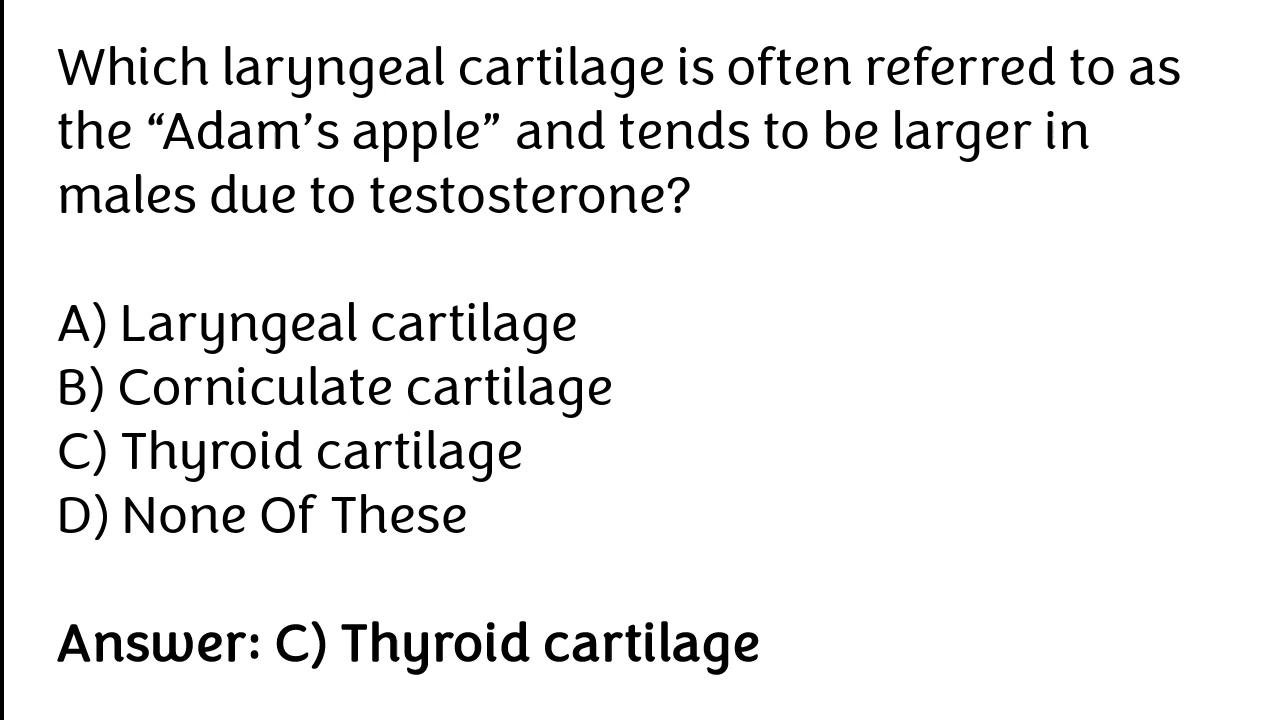 Which laryngeal cartilage is often referred to as
the “Adam’s apple” and tends to be larger in
males due to testosterone?
A) Laryngeal cartilage
B) Corniculate cartilage
C) Thyroid cartilage
D) None Of These
Answer: C) Thyroid cartilage